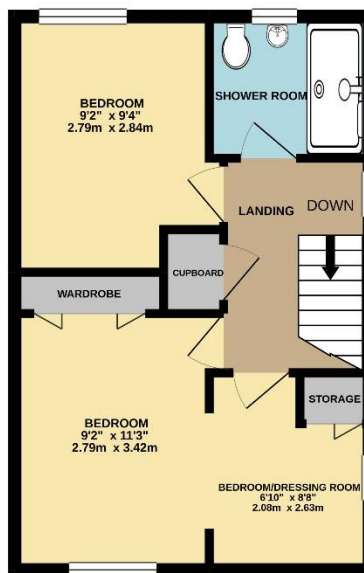 BEDROOM
9'2" x 9'4"
2.79m x 2.84m
SHOWER ROOM
LANDING
DOWN
CUPBOARD
WARDROBE
BEDROOM
9'2" x 11'3"
2.79m x 3.42m
STORAGE
BEDROOM/DRESSING ROOM
6'10" x 8'8"
2.08m x 2.63m